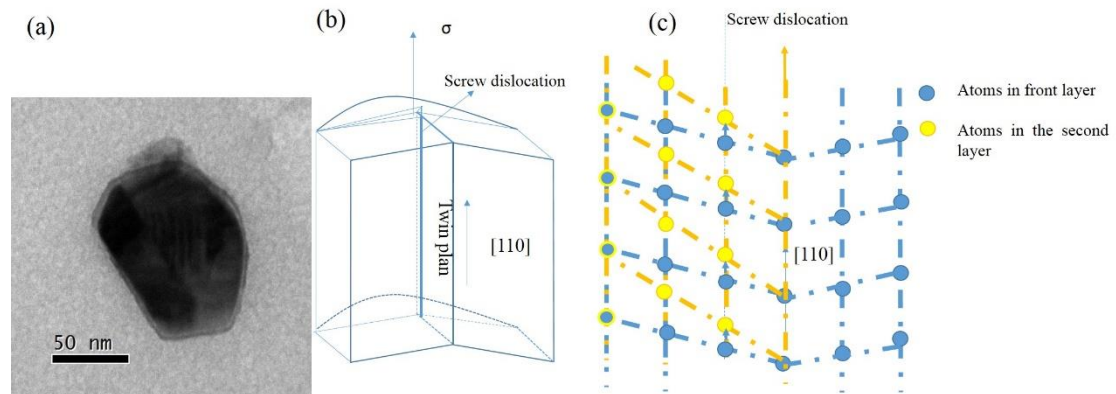 (a)
50 nm
(b)
σ
Screw dislocation
Twin plan
[110]
(c)
Screw dislocation
[110]
Atoms in front layer
Atoms in the second
layer